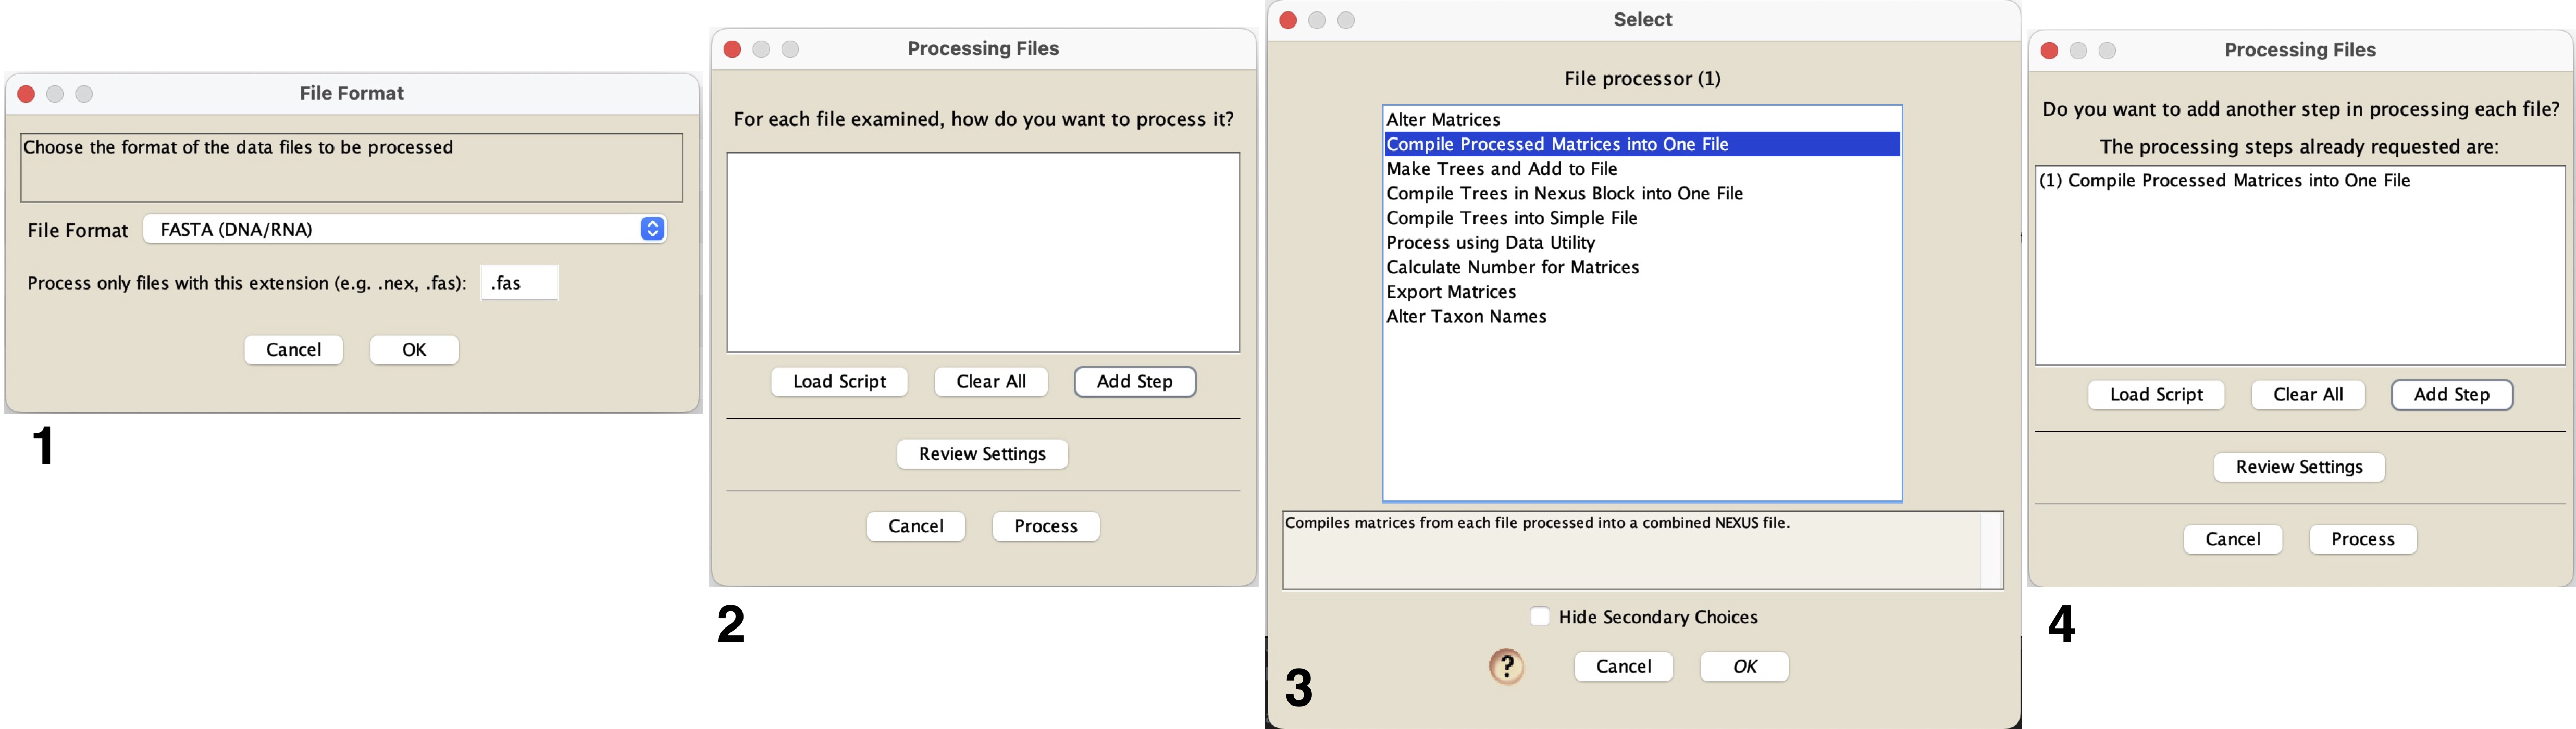 File Format
Choose the format of the data files to be processed
File Format FASTA (DNA/RNA)
Process only files with this extension (e.g. .nex, .fas): .fas
Cancel OK
1
Processing Files
For each file examined, how do you want to process it?
Load Script Clear All Add Step
Review Settings
Cancel Process
2
Select
File processor (1)
Alter Matrices
Compile Processed Matrices into One File
Make Trees and Add to File
Compile Trees in Nexus Block into One File
Compile Trees into Simple File
Process using Data Utility
Calculate Number for Matrices
Export Matrices
Alter Taxon Names
Compiles matrices from each file processed into a combined NEXUS file.
Hide Secondary Choices
? Cancel OK
3
Processing Files
Do you want to add another step in processing each file?
The processing steps already requested are:
(1) Compile Processed Matrices into One File
Load Script Clear All Add Step
Review Settings
Cancel Process
4